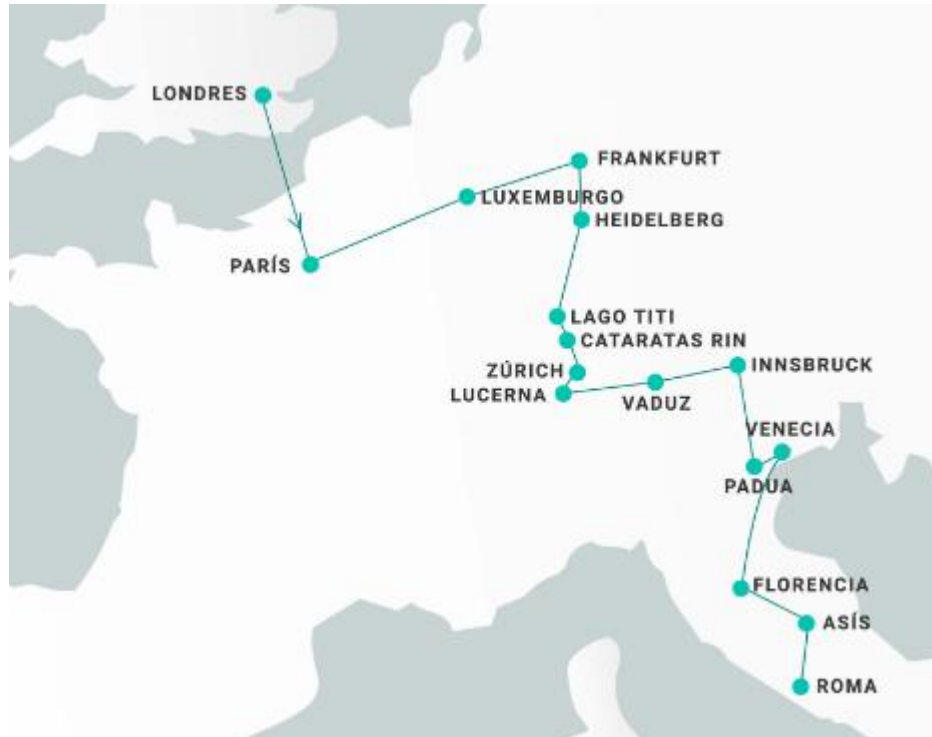 LONDRES
FRANKFURT
LUXEMBURGO
HEIDELBERG
PARÍS
LAGO TITI
CATARATAS RIN
ZÚRICH
INNSBRUCK
LUCERNA
VADUZ
VENECIA
PADUA
FLORENCIA
ASÍS
ROMA